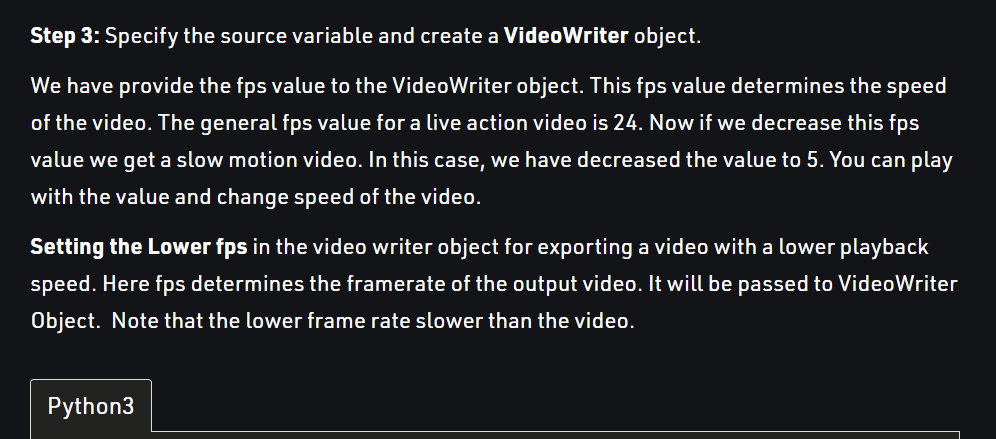 Step 3: Specify the source variable and create a VideoWriter object.
We have provide the fps value to the VideoWriter object. This fps value determines the speed
of the video. The general fps value for a live action video is 24. Now if we decrease this fps
value we get a slow motion video. In this case, we have decreased the value to 5. You can play
with the value and change speed of the video.
Setting the Lower fps in the video writer object for exporting a video with a lower playback
speed. Here fps determines the framerate of the output video. It will be passed to VideoWriter
Object.  Note that the lower frame rate slower than the video.
Python3